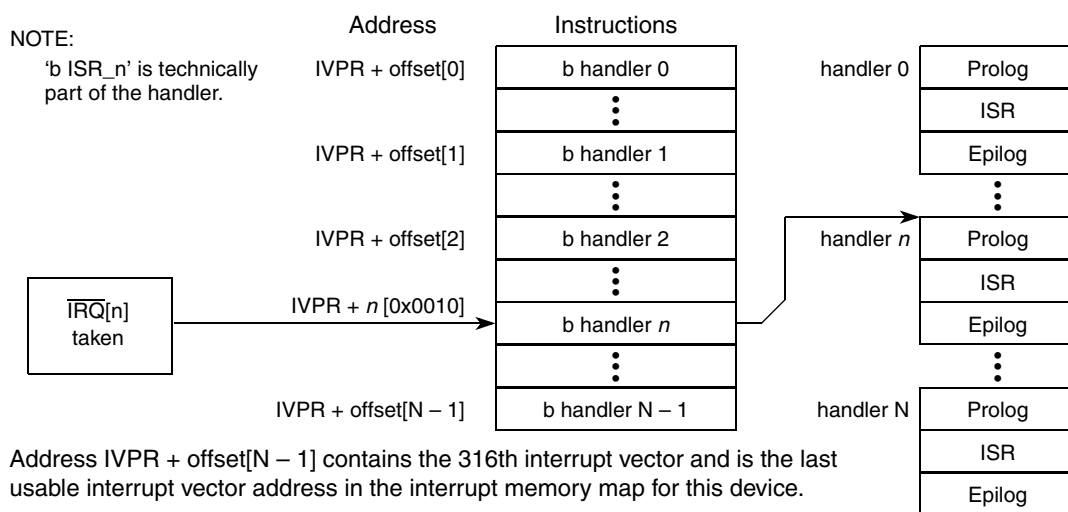 Address Instructions
NOTE:
‘b ISR_n’ is technically
part of the handler.
IVPR + offset[0] b handler 0 handler 0 Prolog
ISR
IVPR + offset[1] b handler 1 Epilog
IVPR + offset[2] b handler 2 handler n Prolog
ISR
IRQ[n]
taken
IVPR + n [0x0010] b handler n Epilog
IVPR + offset[N – 1] b handler N – 1 handler N Prolog
ISR
Epilog
Address IVPR + offset[N – 1] contains the 316th interrupt vector and is the last
usable interrupt vector address in the interrupt memory map for this device.